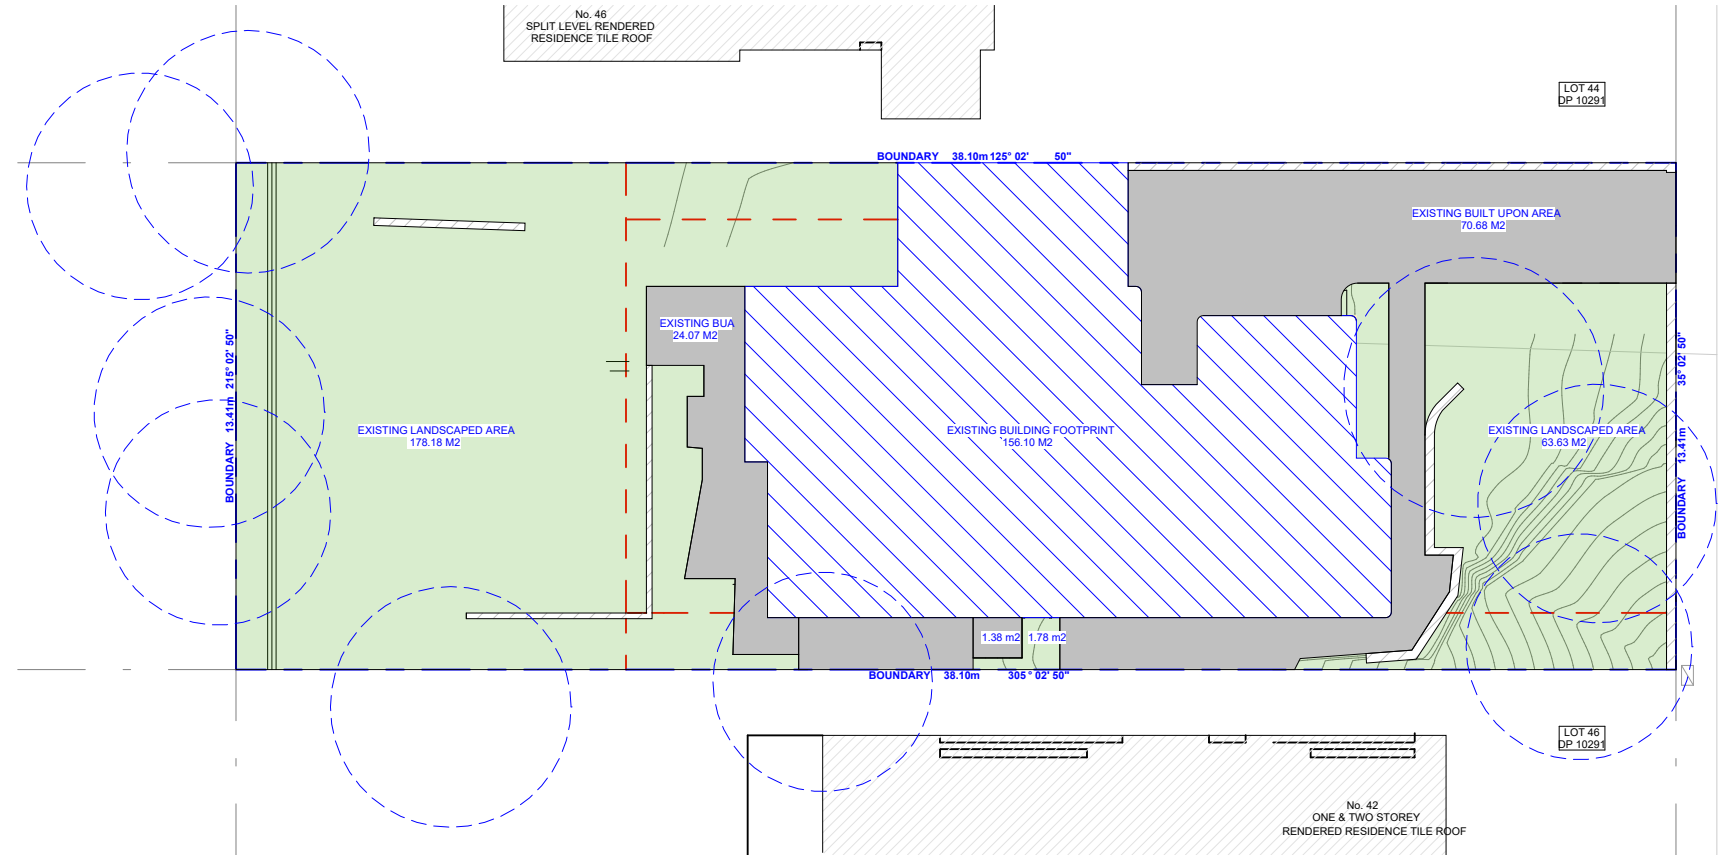 No. 46
SPLIT LEVEL RENDERED
RESIDENCE TILE ROOF
LOT 44
DP 10291
BOUNDARY 38.10m 125° 02' 50"
EXISTING BUILT UPON AREA
70.68 M2
EXISTING BUA
24.07 M2
BOUNDARY 13.41m 215° 02' 50"
35° 02' 50"
BOUNDARY 13.41m
EXISTING LANDSCAPED AREA
178.18 M2
EXISTING BUILDING FOOTPRINT
156.10 M2
EXISTING LANDSCAPED AREA
63.63 M2
1.38 m2
1.78 m2
BOUNDARY 38.10m 305 ° 02' 50"
LOT 46
DP 10291
No. 42
ONE & TWO STOREY
RENDERED RESIDENCE TILE ROOF